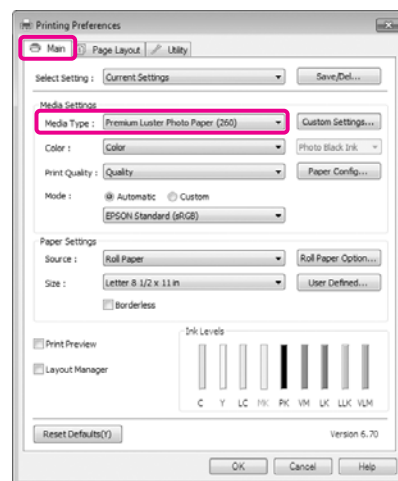 Printing Preferences
Main Page Layout Utility
Select Setting : Current Settings Save/Del...
Media Settings
Media Type : Premium Luster Photo Paper (260) Custom Settings...
Color : Color Photo Black Ink
Print Quality : Quality Paper Config...
Mode : Automatic Custom
EPSON Standard (sRGB)
Paper Settings
Source : Roll Paper Roll Paper Option...
Size : Letter 8 1/2 x 11 in User Defined...
Borderless
Ink Levels
Print Preview
Layout Manager
C Y LC MK PK VM LK LLK VLM
Reset Defaults(Y) Version 6.70
OK Cancel Help